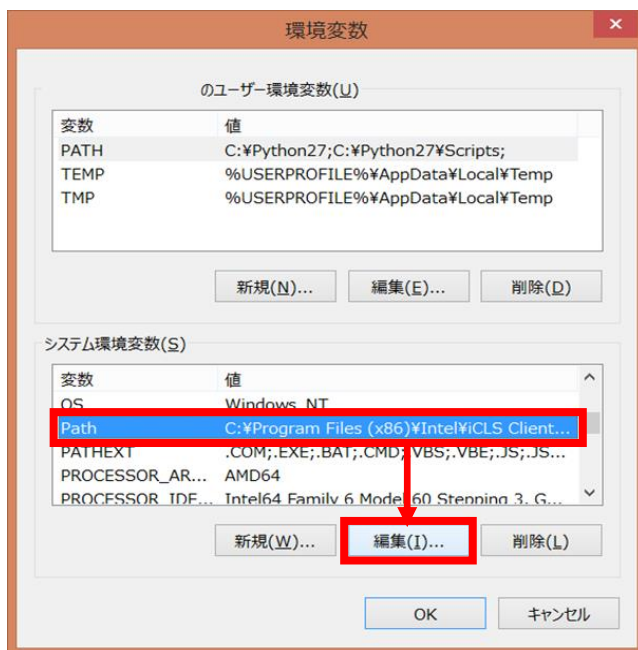 環境変数
のユーザー環境変数(U)
変数 値
PATH C:¥Python27;C:¥Python27¥Scripts;
TEMP %USERPROFILE%¥AppData¥Local¥Temp
TMP %USERPROFILE%¥AppData¥Local¥Temp
新規(N)... 編集(E)... 削除(D)
システム環境変数(S)
変数 値
OS Windows_NT
Path C:¥Program Files (x86)¥Intel¥iCLS Client...
PATHEXT .COM;.EXE;.BAT;.CMD;.VBS;.VBE;.JS;.JS...
PROCESSOR_AR... AMD64
PROCESSOR_IDE... Intel64 Family 6 Model 60 Stepping 3, G...
新規(W)... 編集(I)... 削除(L)
OK キャンセル